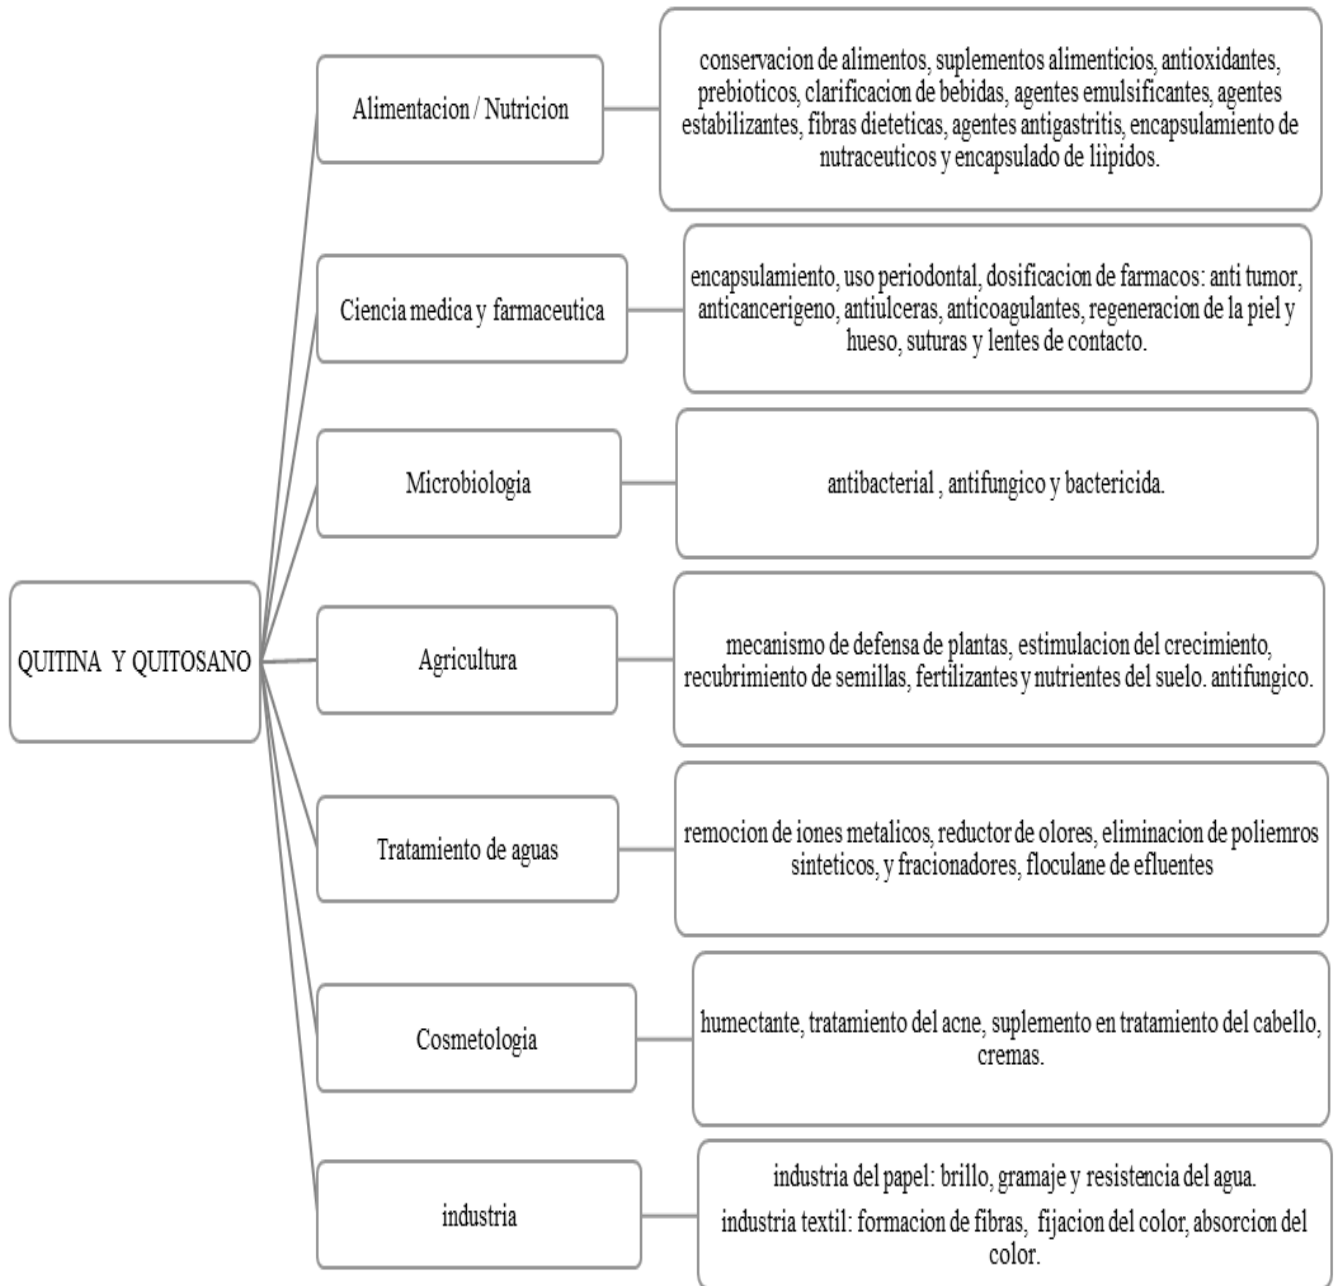 Alimentacion / Nutricion
conservacion de alimentos, suplementos alimenticios, antioxidantes,
prebioticos, clarificacion de bebidas, agentes emulsificantes, agentes
estabilizantes, fibras dieteticas, agentes antigastritis, encapsulamiento de
nutraceuticos y encapsulado de liìpidos.
Ciencia medica y farmaceutica
encapsulamiento, uso periodontal, dosificacion de farmacos: anti tumor,
anticancerigeno, antiulceras, anticoagulantes, regeneracion de la piel y
hueso, suturas y lentes de contacto.
Microbiologia
antibacterial , antifungico y bactericida.
QUITINA Y QUITOSANO
Agricultura
mecanismo de defensa de plantas, estimulacion del crecimiento,
recubrimiento de semillas, fertilizantes y nutrientes del suelo. antifungico.
Tratamiento de aguas
remocion de iones metalicos, reductor de olores, eliminacion de poliemros
sinteticos, y fracionadores, floculane de efluentes
Cosmetologia
humectante, tratamiento del acne, suplemento en tratamiento del cabello,
cremas.
industria
industria del papel: brillo, gramaje y resistencia del agua.
industria textil: formacion de fibras, fijacion del color, absorcion del
color.